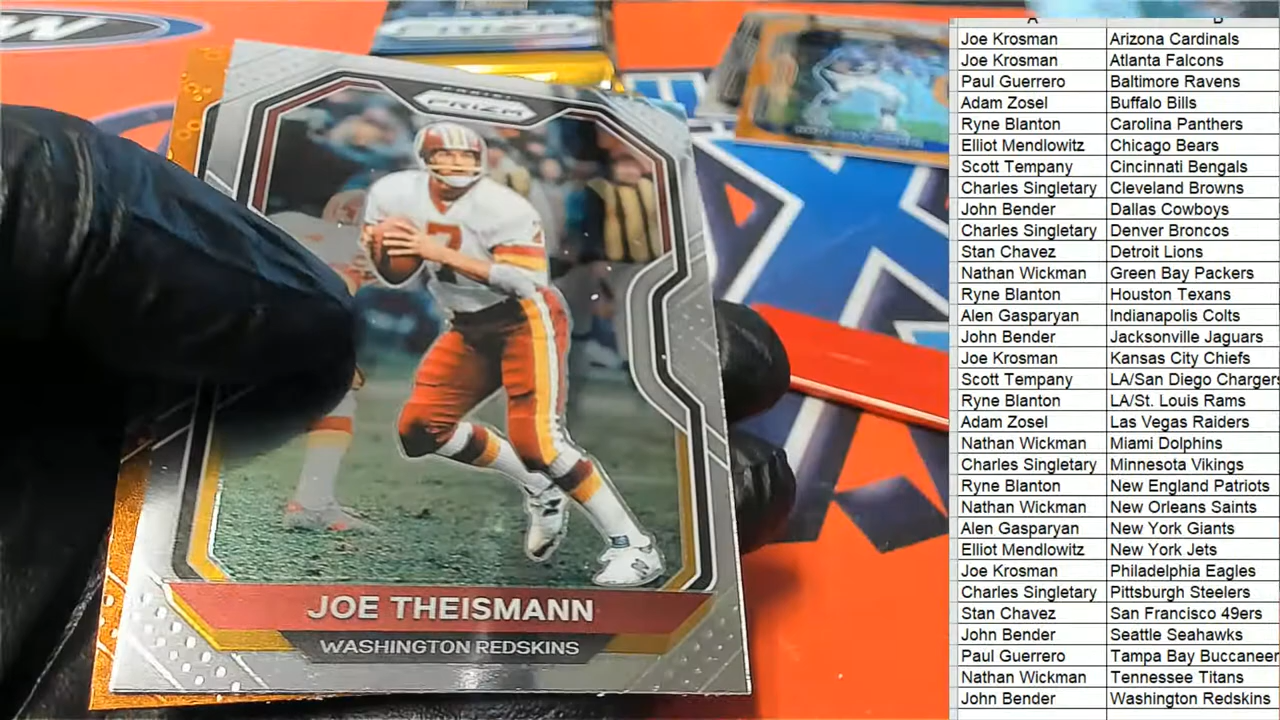 PANINI
PRIZM
JOE THEISMANN
WASHINGTON REDSKINS
A B
Joe Krosman Arizona Cardinals
Joe Krosman Atlanta Falcons
Paul Guerrero Baltimore Ravens
Adam Zosel Buffalo Bills
Ryne Blanton Carolina Panthers
Elliot Mendlowitz Chicago Bears
Scott Tempany Cincinnati Bengals
Charles Singletary Cleveland Browns
John Bender Dallas Cowboys
Charles Singletary Denver Broncos
Stan Chavez Detroit Lions
Nathan Wickman Green Bay Packers
Ryne Blanton Houston Texans
Alen Gasparyan Indianapolis Colts
John Bender Jacksonville Jaguars
Joe Krosman Kansas City Chiefs
Scott Tempany LA/San Diego Chargers
Ryne Blanton LA/St. Louis Rams
Adam Zosel Las Vegas Raiders
Nathan Wickman Miami Dolphins
Charles Singletary Minnesota Vikings
Ryne Blanton New England Patriots
Nathan Wickman New Orleans Saints
Alen Gasparyan New York Giants
Elliot Mendlowitz New York Jets
Joe Krosman Philadelphia Eagles
Charles Singletary Pittsburgh Steelers
Stan Chavez San Francisco 49ers
John Bender Seattle Seahawks
Paul Guerrero Tampa Bay Buccaneer
Nathan Wickman Tennessee Titans
John Bender Washington Redskins